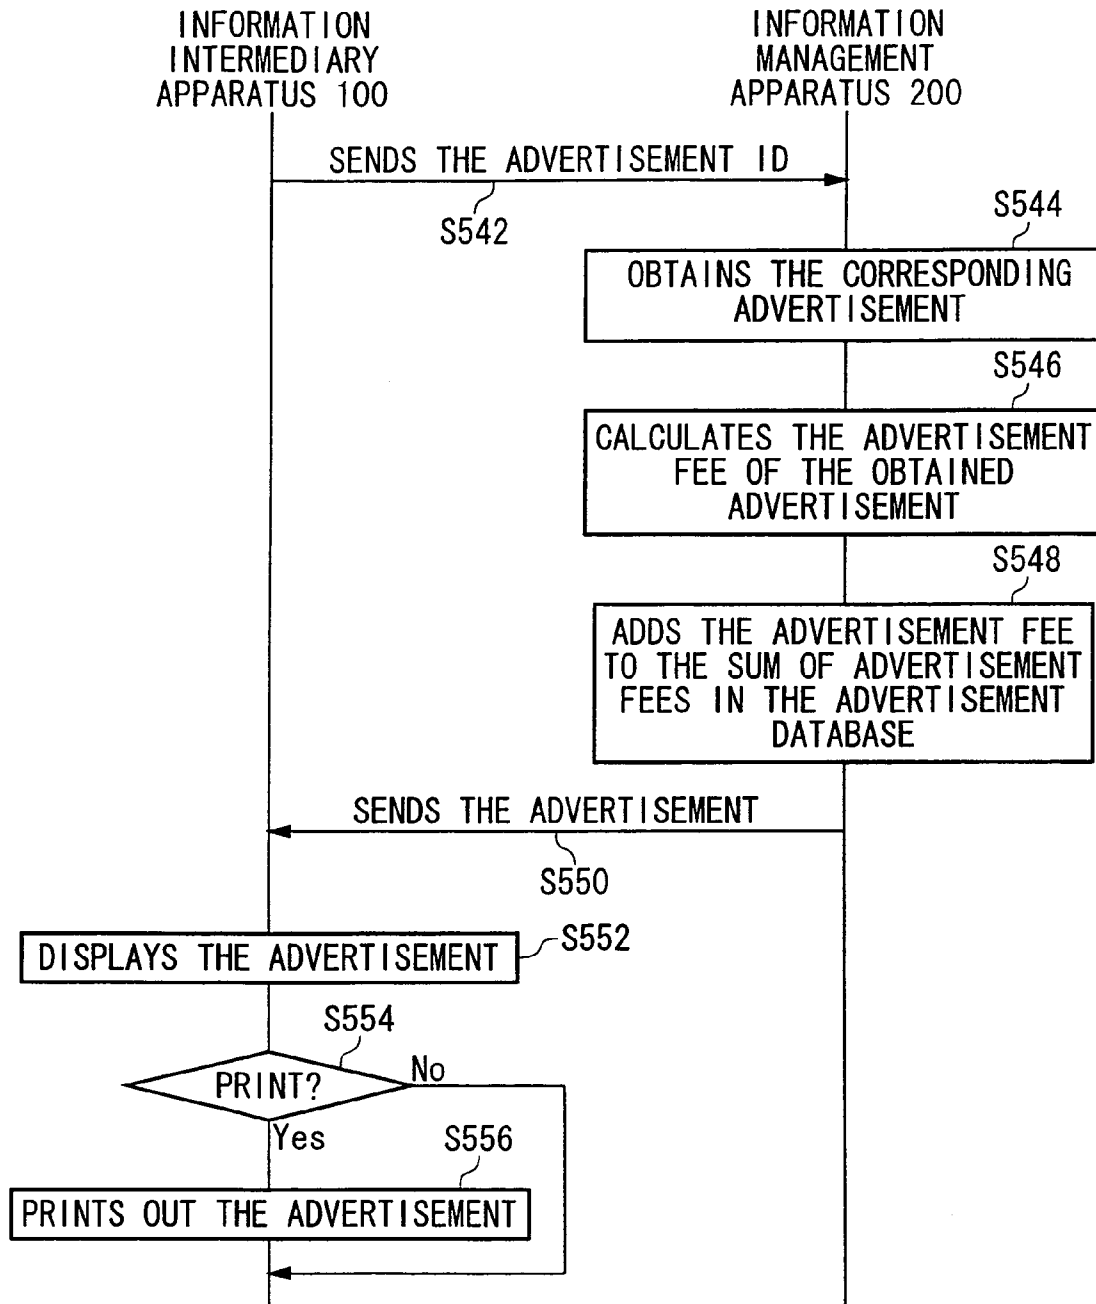 INFORMATION
INTERMEDIARY
APPARATUS 100
INFORMATION
MANAGEMENT
APPARATUS 200
SENDS THE ADVERTISEMENT ID
S542
S544
OBTAINS THE CORRESPONDING
ADVERTISEMENT
S546
CALCULATES THE ADVERTISEMENT
FEE OF THE OBTAINED
ADVERTISEMENT
S548
ADDS THE ADVERTISEMENT FEE
TO THE SUM OF ADVERTISEMENT
FEES IN THE ADVERTISEMENT
DATABASE
SENDS THE ADVERTISEMENT
S550
DISPLAYS THE ADVERTISEMENT
S552
S554
PRINT?
No
Yes
S556
PRINTS OUT THE ADVERTISEMENT